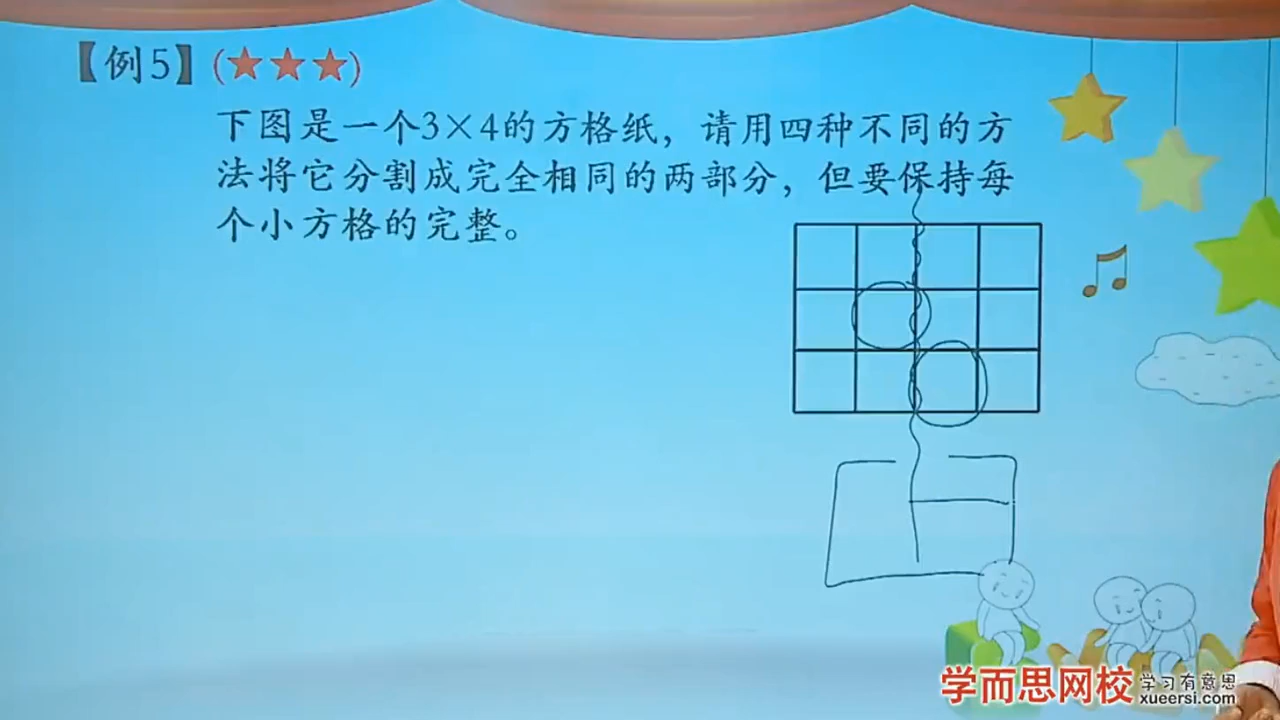 【例5】(★★★)
下图是一个3×4的方格纸，请用四种不同的方
法将它分割成完全相同的两部分，但要保持每
个小方格的完整。
学而思网校 学习有意思
xueersi.com